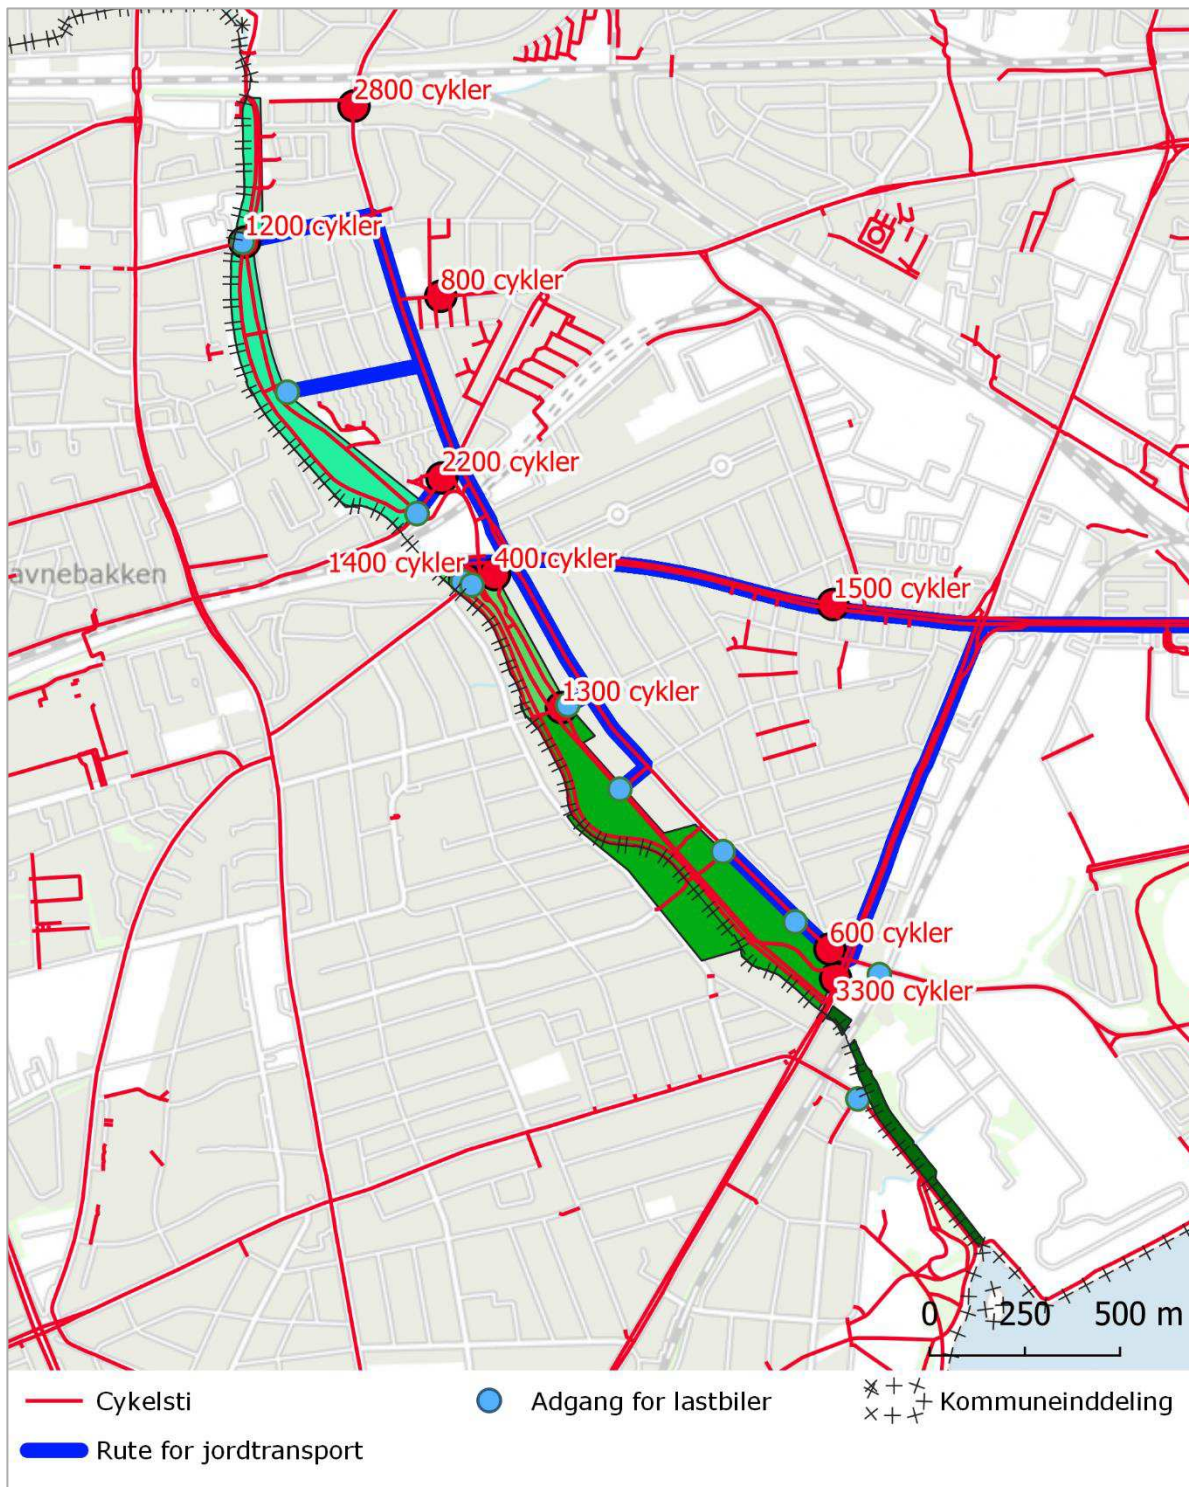 2800 cykler
1200 cykler
800 cykler
2200 cykler
1400 cykler
400 cykler
avnebakken
1500 cykler
1300 cykler
600 cykler
3300 cykler
0 250 500 m
Cykelsti
Adgang for lastbiler
Kommuneinddeling
Rute for jordtransport